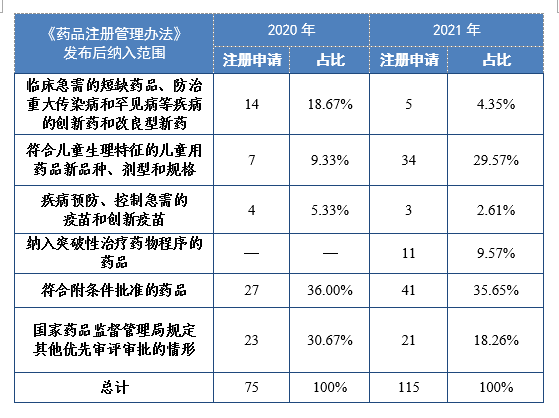 《药品注册管理办法》
发布后纳入范围
2020 年
2021 年
注册申请
占比
注册申请
占比
临床急需的短缺药品、防治
重大传染病和罕见病等疾病
的创新药和改良型新药
14
18.67%
5
4.35%
符合儿童生理特征的儿童用
药品新品种、剂型和规格
7
9.33%
34
29.57%
疾病预防、控制急需的
疫苗和创新疫苗
4
5.33%
3
2.61%
纳入突破性治疗药物程序的
药品
—
—
11
9.57%
符合附条件批准的药品
27
36.00%
41
35.65%
国家药品监督管理局规定
其他优先审评审批的情形
23
30.67%
21
18.26%
总计
75
100%
115
100%